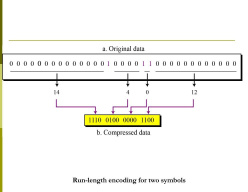 a. Original data
0 0 0 0 0 0 0 0 0 0 0 0 0 0 1 0 0 0 0 1 1 0 0 0 0 0 0 0 0 0 0 0 0
14 4 0 12
1110 0100 0000 1100
b. Compressed data
Run-length encoding for two symbols